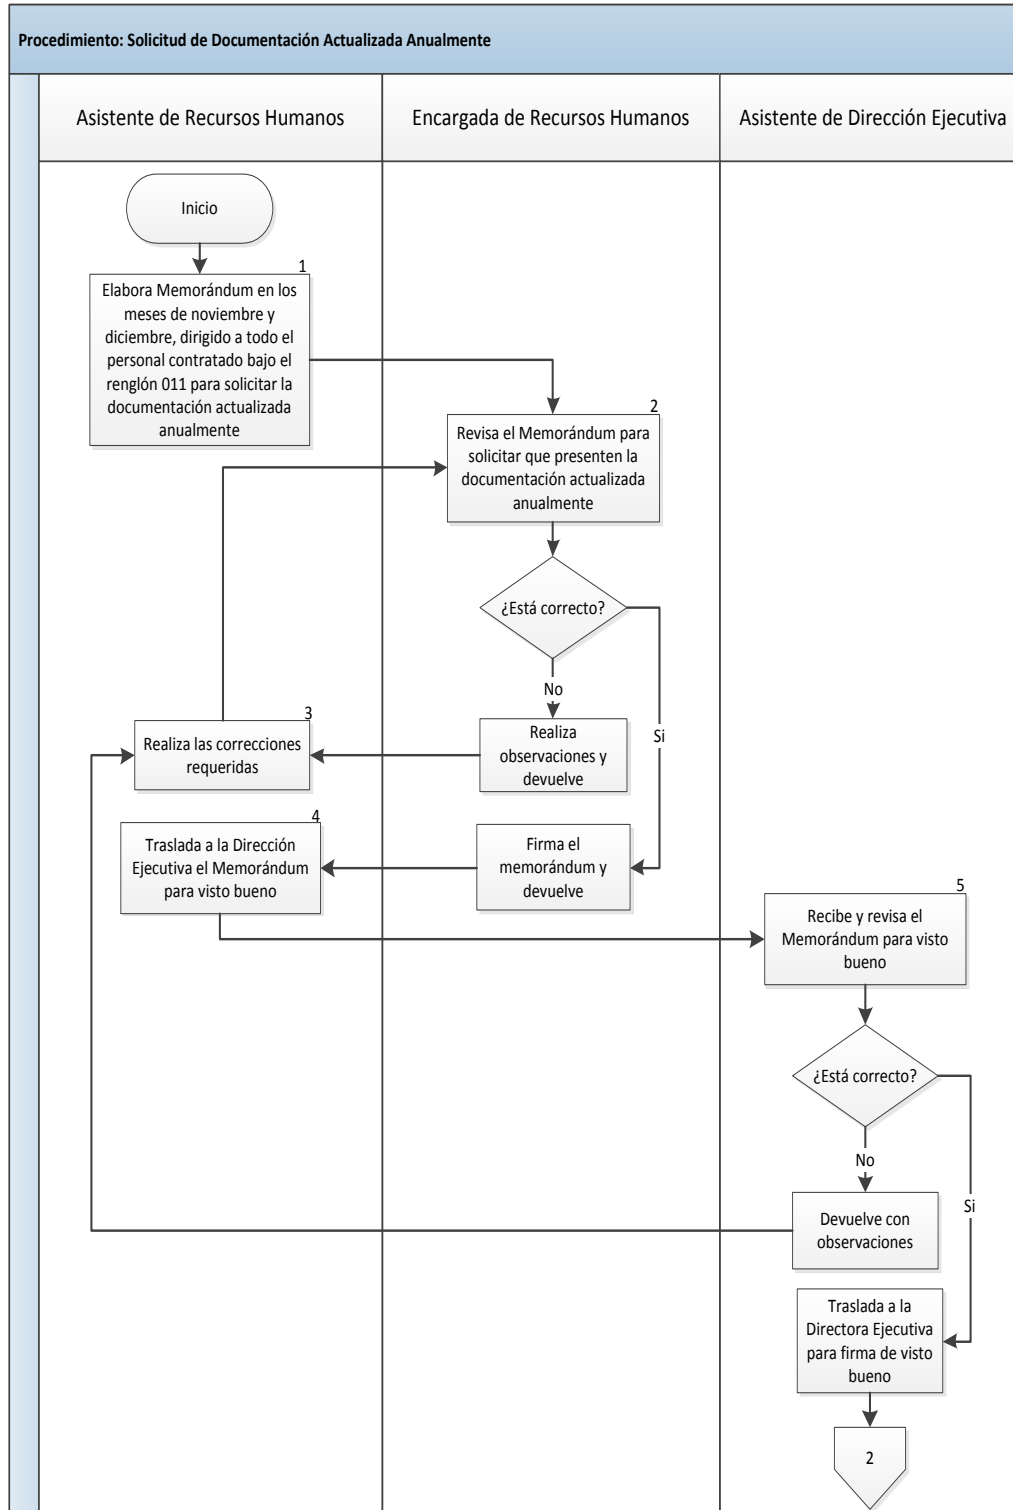 Procedimiento: Solicitud de Documentación Actualizada Anualmente
Asistente de Recursos Humanos
Encargada de Recursos Humanos
Asistente de Dirección Ejecutiva
Inicio
1
Elabora Memorándum en los
meses de noviembre y
diciembre, dirigido a todo el
personal contratado bajo el
renglón 011 para solicitar la
documentación actualizada
anualmente
2
Revisa el Memorándum para
solicitar que presenten la
documentación actualizada
anualmente
¿Está correcto?
No
Si
Realiza
observaciones y
devuelve
3
Realiza las correcciones
requeridas
Firma el
memorándum y
devuelve
4
Traslada a la Dirección
Ejecutiva el Memorándum
para visto bueno
5
Recibe y revisa el
Memorándum para visto
bueno
¿Está correcto?
No
Si
Devuelve con
observaciones
Traslada a la
Directora Ejecutiva
para firma de visto
bueno
2